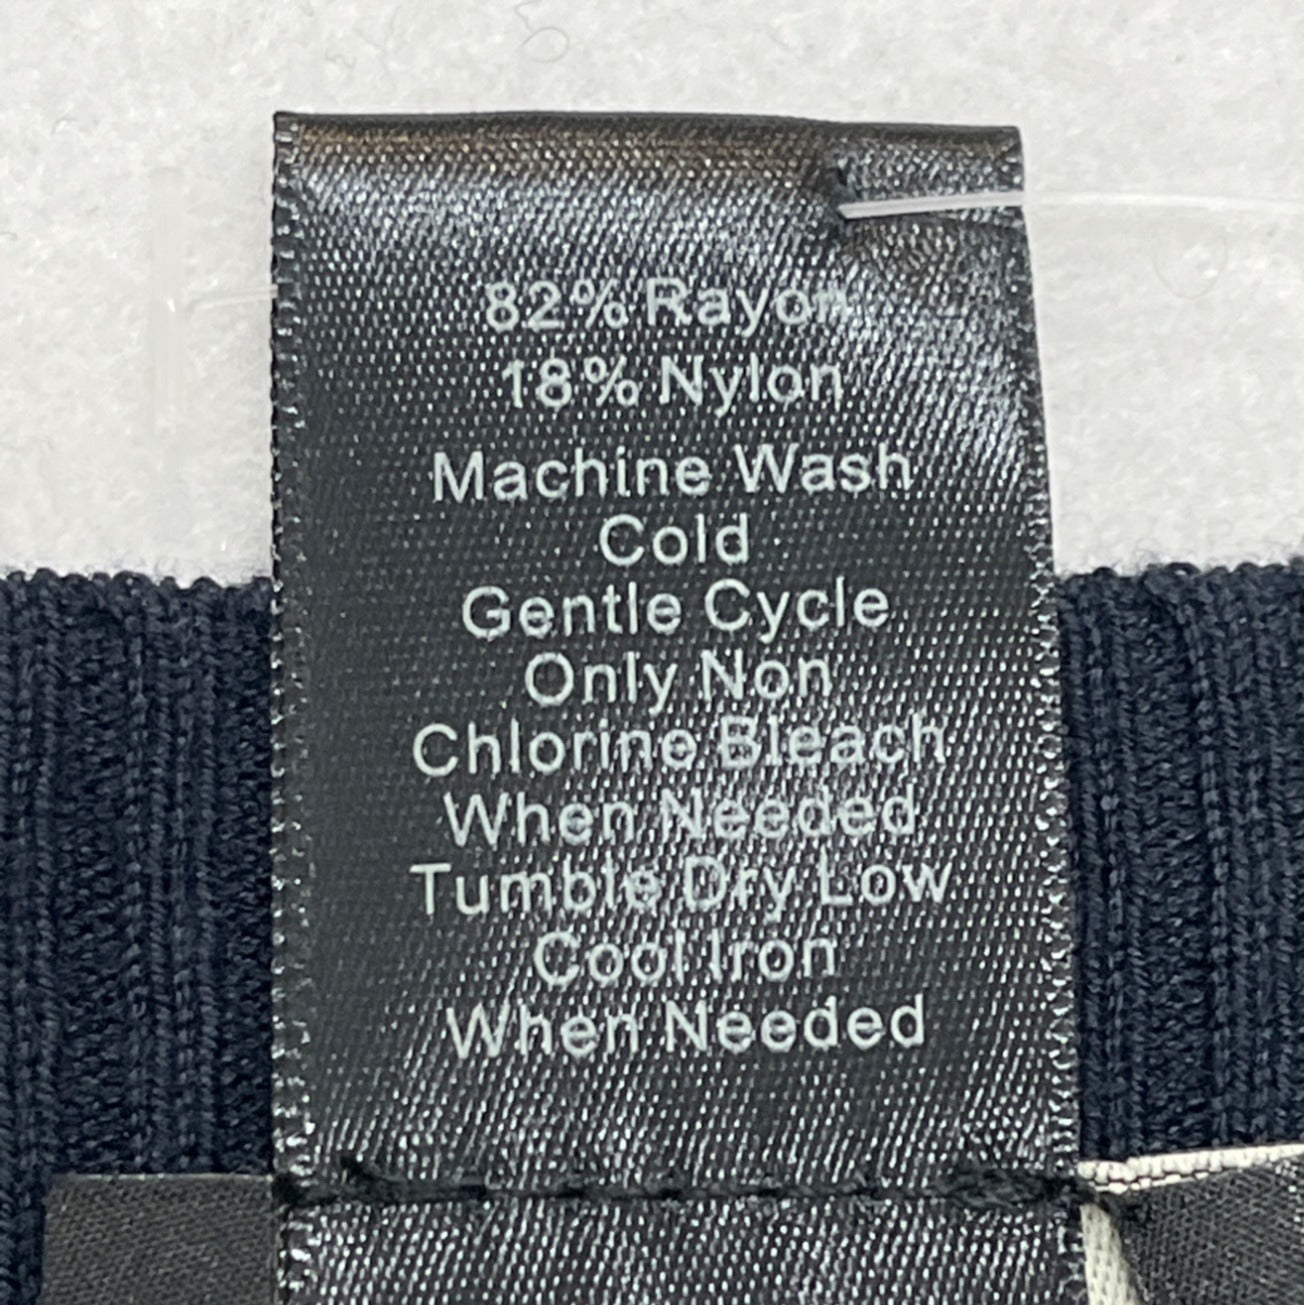 82% Rayon
18% Nylon
Machine Wash
Cold
Gentle Cycle
Only Non
Chlorine Bleach
When Needed
Tumble Dry Low
Cool Iron
When Needed